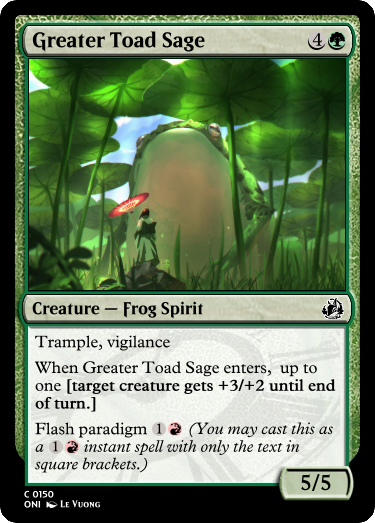 Greater Toad Sage 4
Creature — Frog Spirit
Trample, vigilance
When Greater Toad Sage enters,  up to
one [target creature gets +3/+2 until end
of turn.]
Flash paradigm 1 (You may cast this as
a 1 instant spell with only the text in
square brackets.)
5/5
C 0150
ONI Le Vuong